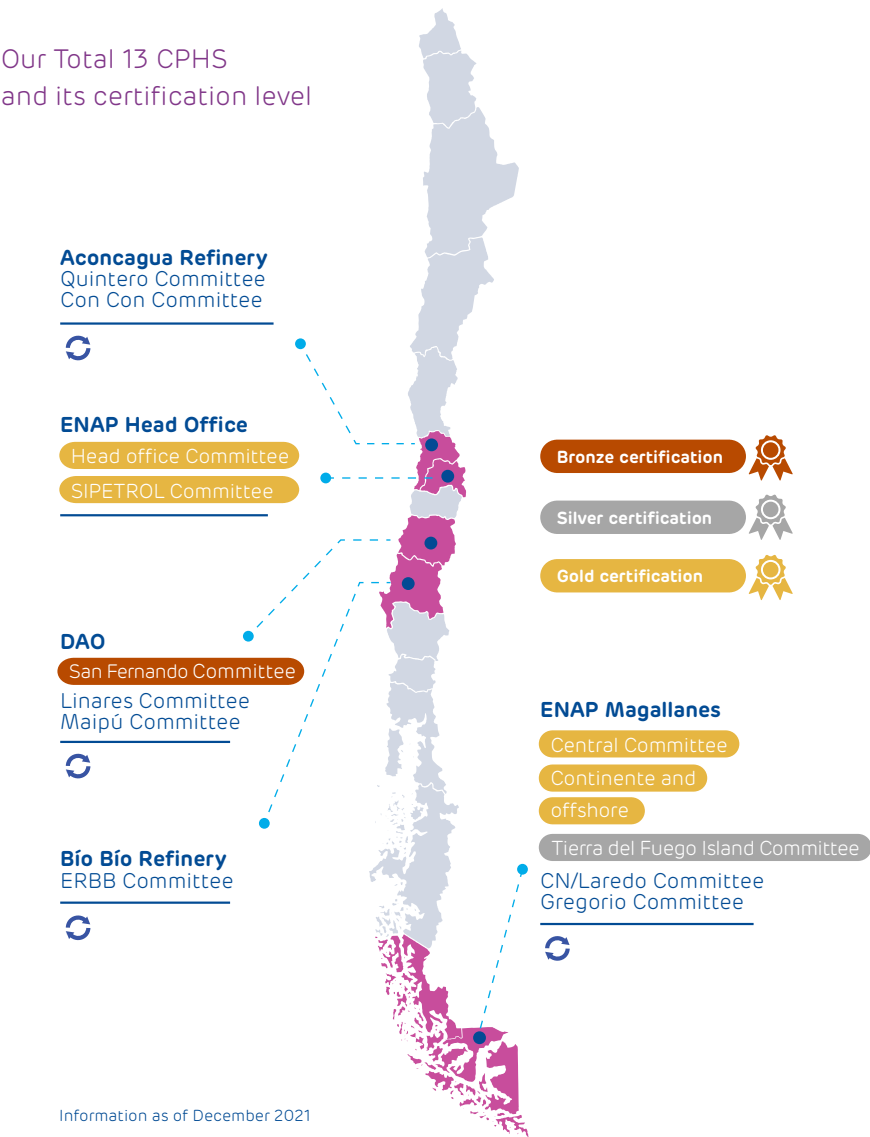 Our Total 13 CPHS
and its certification level
Aconcagua Refinery
Quintero Committee
Con Con Committee
ENAP Head Office
Head office Committee
SIPETROL Committee
Bronze certification
Silver certification
Gold certification
DAO
San Fernando Committee
Linares Committee
Maipú Committee
ENAP Magallanes
Central Committee
Continente and
offshore
Tierra del Fuego Island Committee
CN/Laredo Committee
Gregorio Committee
Bío Bío Refinery
ERBB Committee
Information as of December 2021